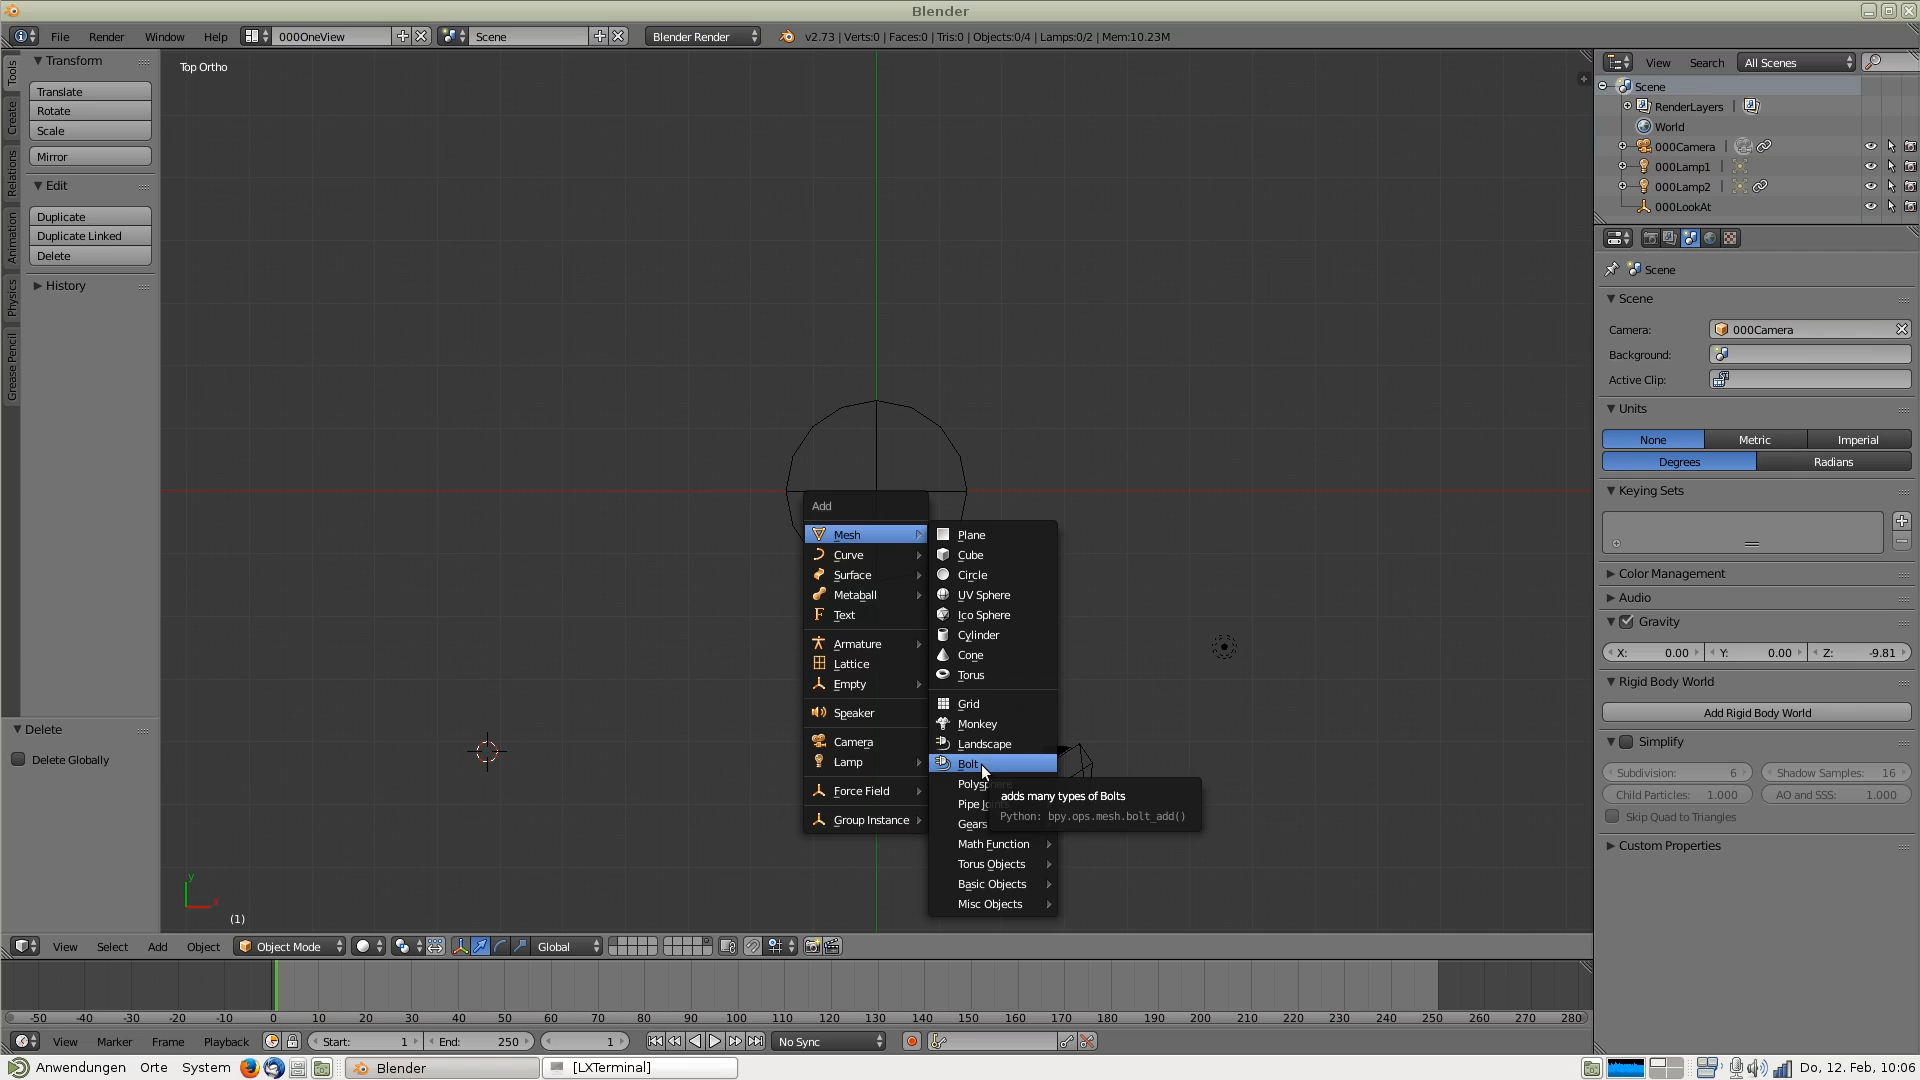 Blender
File Render Window Help 000OneView Scene Blender Render v2.73 | Verts:0 | Faces:0 | Tris:0 | Objects:0/4 | Lamps:0/2 | Mem:10.23M
Tools
Create
Relations
Animation
Physics
Grease Pencil
Transform
Translate
Rotate
Scale
Mirror
Edit
Duplicate
Duplicate Linked
Delete
History
Delete
Delete Globally
Top Ortho
y
x
(1)
Add
Mesh
Curve
Surface
Metaball
Text
Armature
Lattice
Empty
Speaker
Camera
Lamp
Force Field
Group Instance
Plane
Cube
Circle
UV Sphere
Ico Sphere
Cylinder
Cone
Torus
Grid
Monkey
Landscape
Bolt
Gears
Math Function
Torus Objects
Basic Objects
Misc Objects
adds many types of Bolts
Python: bpy.ops.mesh.bolt_add()
View Search All Scenes
Scene
RenderLayers |
World
000Camera |
000Lamp1 |
000Lamp2 |
000LookAt
Scene
Scene
Camera: 000Camera
Background:
Active Clip:
Units
None Metric Imperial
Degrees Radians
Keying Sets
Color Management
Audio
Gravity
X: 0.00 Y: 0.00 Z: -9.81
Rigid Body World
Add Rigid Body World
Simplify
Subdivision: 6 Shadow Samples: 16
Child Particles: 1.000 AO and SSS: 1.000
Skip Quad to Triangles
Custom Properties
View Select Add Object Object Mode Global
-50 -40 -30 -20 -10 0 10 20 30 40 50 60 70 80 90 100 110 120 130 140 150 160 170 180 190 200 210 220 230 240 250 260 270 280
View Marker Frame Playback Start: 1 End: 250 1 No Sync
Anwendungen Orte System Blender [LXTerminal] Do, 12. Feb, 10:06